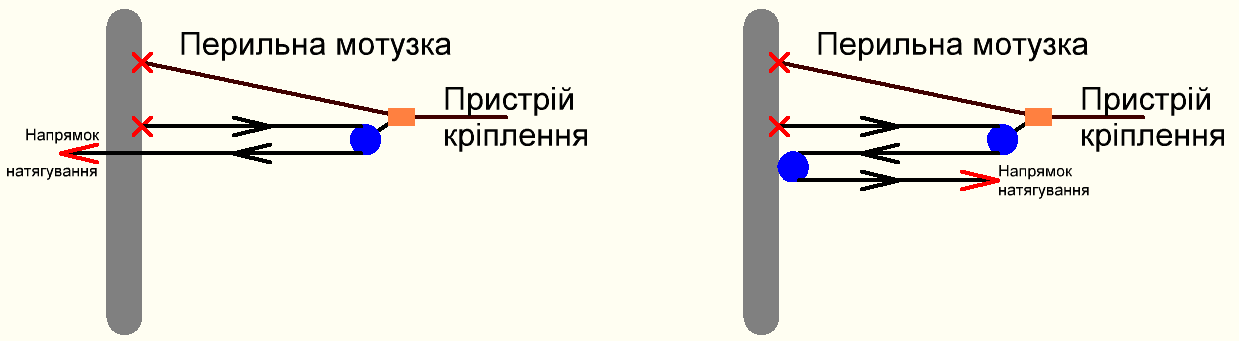 Перильна мотузка
Пристрій
кріплення
Напрямок
натягування
Перильна мотузка
Пристрій
кріплення
Напрямок
натягування